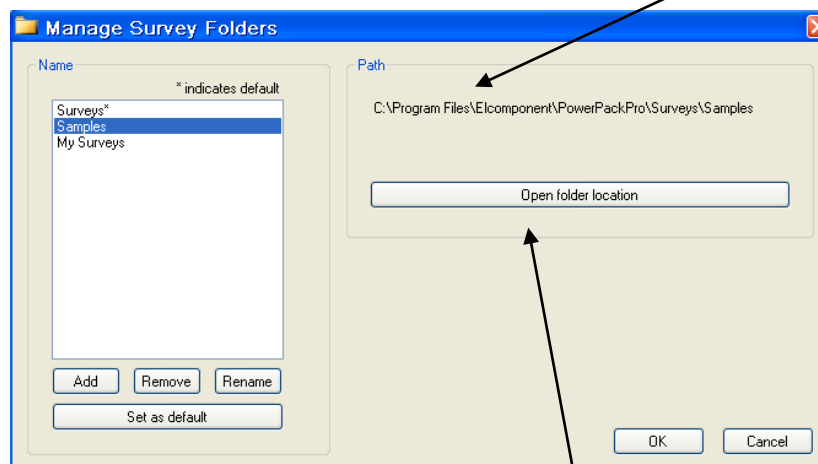 Manage Survey Folders
Name
* indicates default
Surveys*
Samples
My Surveys
Add Remove Rename
Set as default
Path
C:\Program Files\Elcomponent\PowerPackPro\Surveys\Samples
Open folder location
OK Cancel